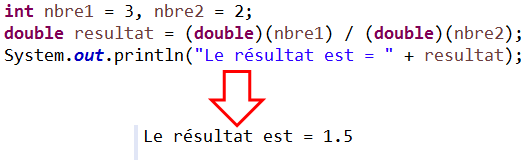 int nbre1 = 3, nbre2 = 2;
double resultat = (double)(nbre1) / (double)(nbre2);
System.out.println("Le résultat est = " + resultat);
Le résultat est = 1.5